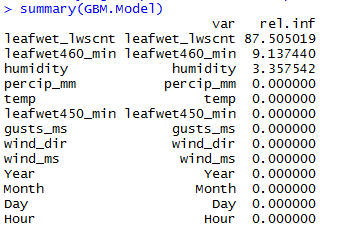 > summary(GBM.Model)
var rel.inf
leafwet_lwscnt leafwet_lwscnt 87.505019
leafwet460_min leafwet460_min 9.137440
humidity humidity 3.357542
percip_mm percip_mm 0.000000
temp temp 0.000000
leafwet450_min leafwet450_min 0.000000
gusts_ms gusts_ms 0.000000
wind_dir wind_dir 0.000000
wind_ms wind_ms 0.000000
Year Year 0.000000
Month Month 0.000000
Day Day 0.000000
Hour Hour 0.000000